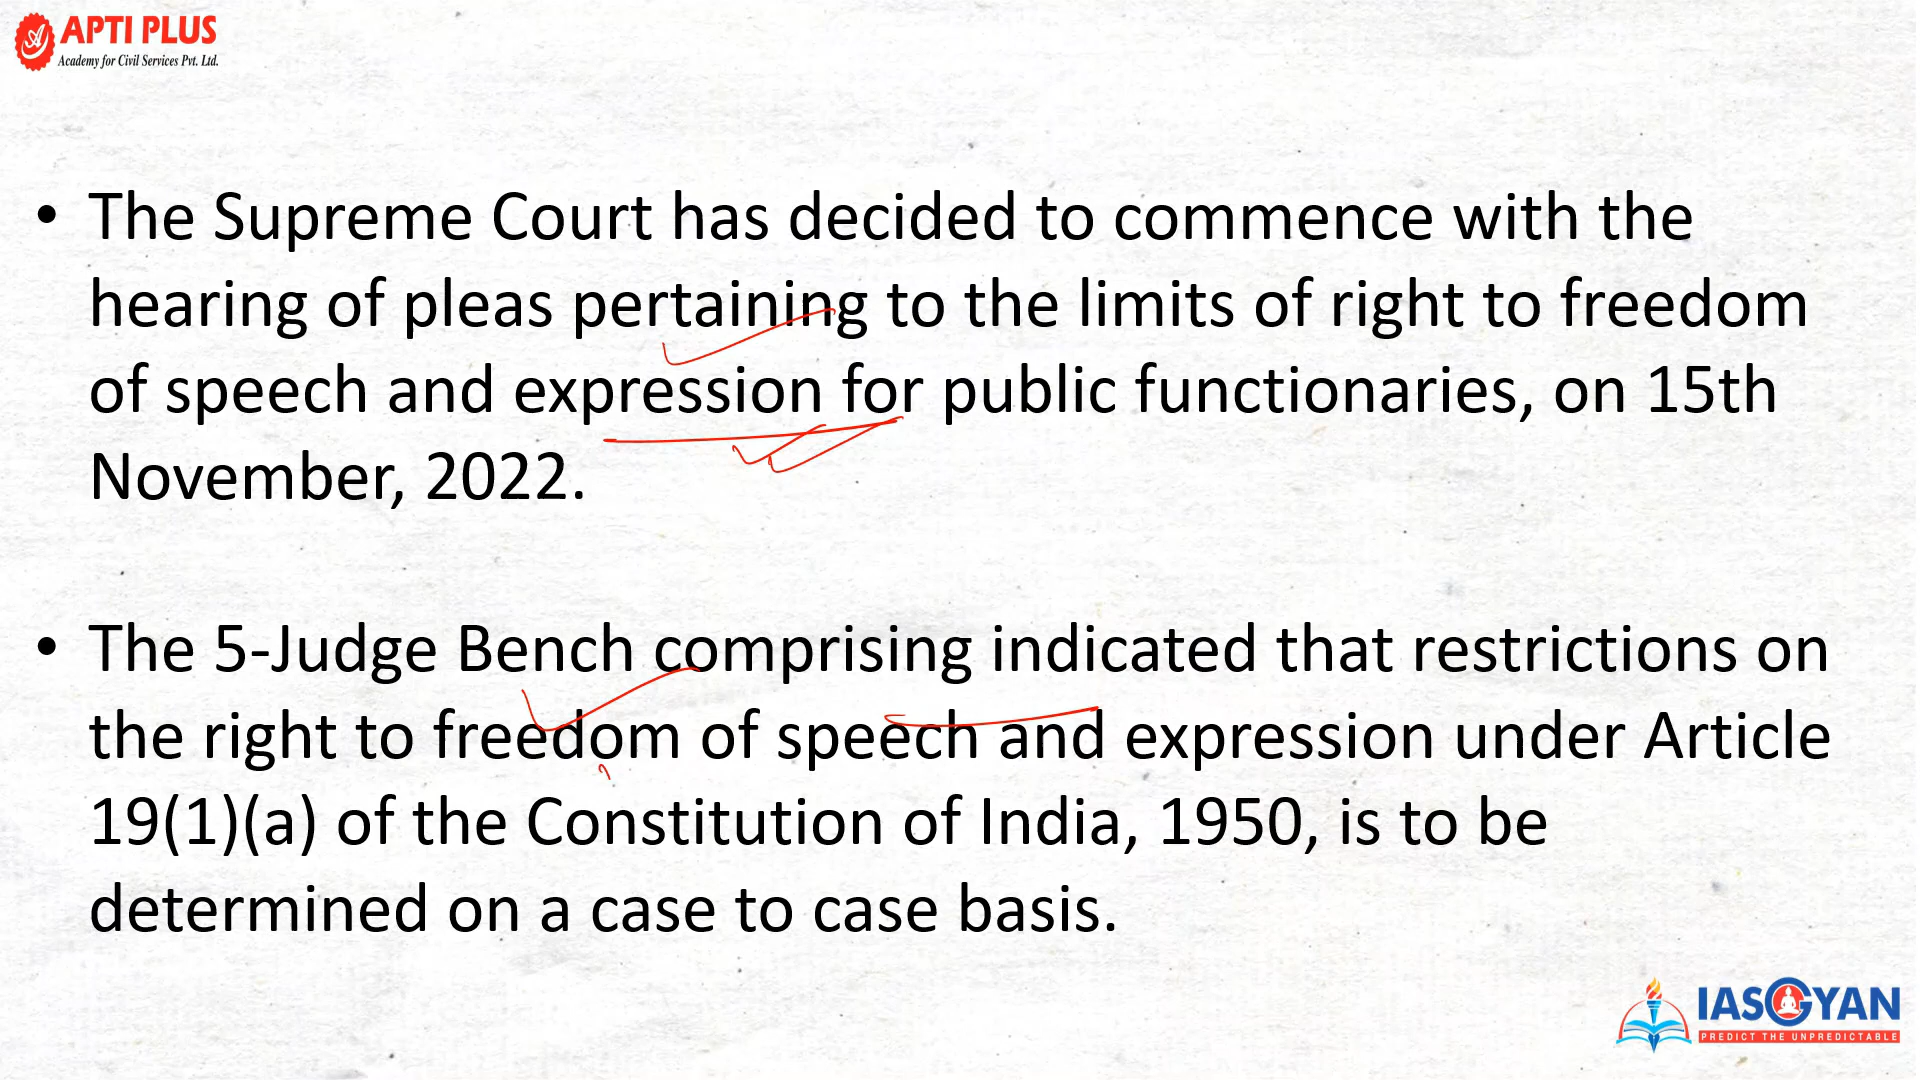 APTI PLUS
Academy for Civil Services Pvt. Ltd.
• The Supreme Court has decided to commence with the
hearing of pleas pertaining to the limits of right to freedom
of speech and expression for public functionaries, on 15th
November, 2022.
• The 5-Judge Bench comprising indicated that restrictions on
the right to freedom of speech and expression under Article
19(1)(a) of the Constitution of India, 1950, is to be
determined on a case to case basis.
IASGYAN
PREDICT THE UNPREDICTABLE